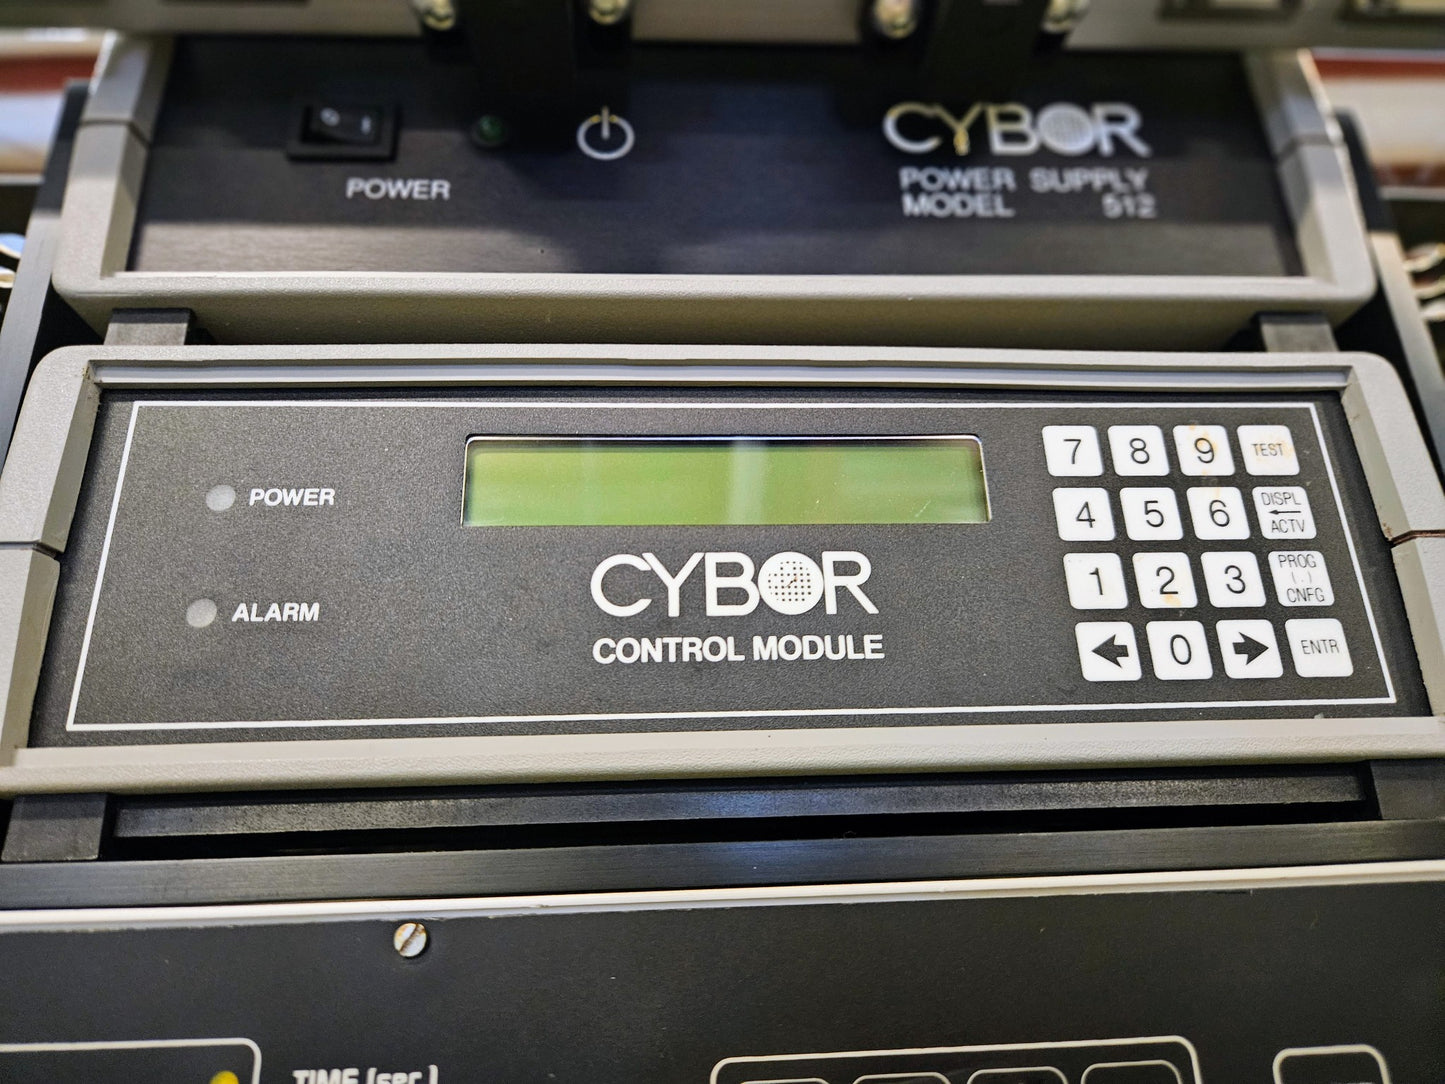 POWER
CYBOR
POWER SUPPLY
MODEL 512
POWER
ALARM
CYBOR
CONTROL MODULE
7 8 9 TEST
4 5 6 DISPL ← ACTV
1 2 3 PROG (.) CNFG
← 0 → ENTR
TIME (sec.)